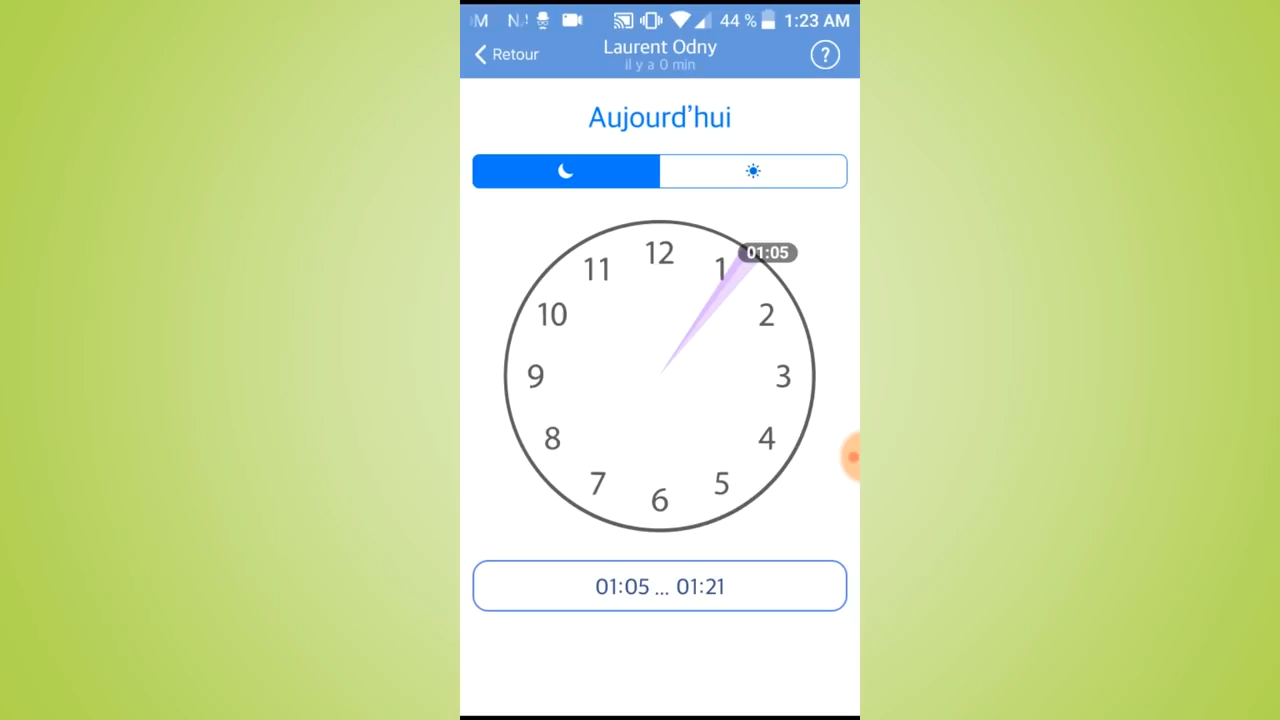 M N! 44 % 1:23 AM
Retour
Laurent Odny
?
il y a 0 min
Aujourd’hui
12
11
1
01:05
10
2
9
3
8
4
7
5
6
01:05 ... 01:21